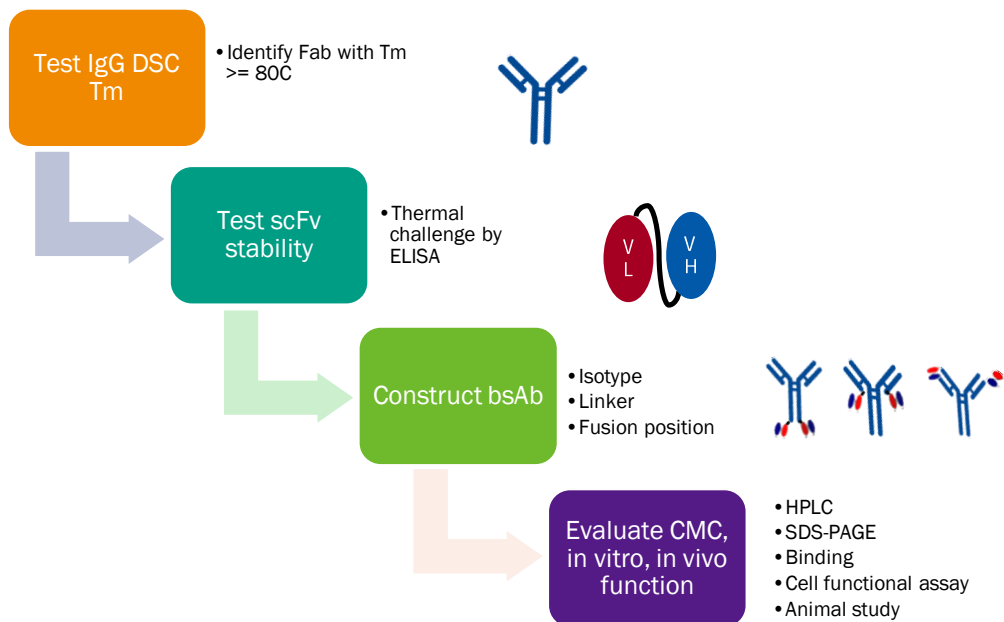 Test IgG DSC
Tm
•Identify Fab with Tm
>= 80C
Test scFv
stability
•Thermal
challenge by
ELISA
V
L
V
H
Construct bsAb
•Isotype
•Linker
•Fusion position
Evaluate CMC,
in vitro, in vivo
function
•HPLC
•SDS-PAGE
•Binding
•Cell functional assay
•Animal study